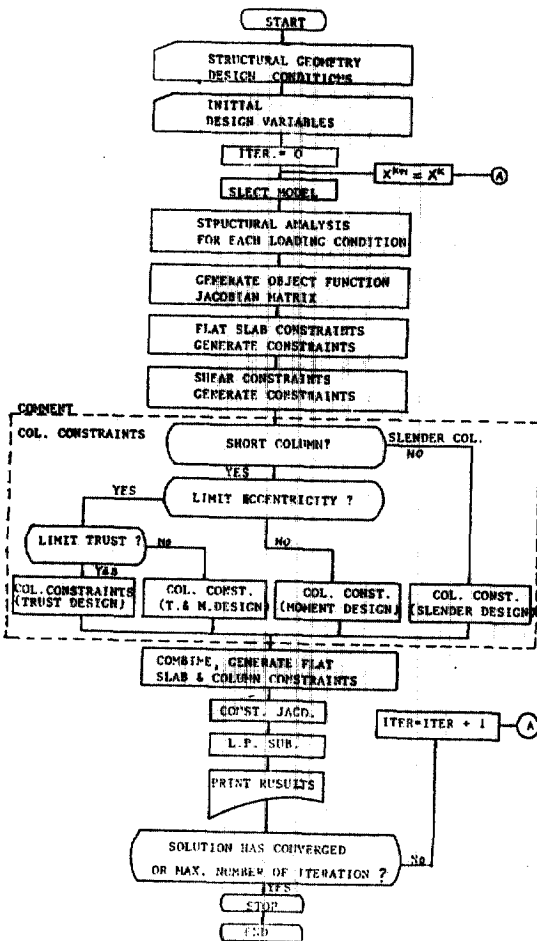 START
STRUCTURAL GEOMETRY
DESIGN CONDITIONS
INITIAL
DESIGN VARIABLES
ITER.= 0
X^{K+1} = X^K
A
SLECT MODEL
STRUCTURAL ANALYSIS
FOR EACH LOADING CONDITION
GENERATE OBJECT FUNCTION
JACOBIAN MATRIX
FLAT SLAB CONSTRAINTS
GENERATE CONSTRAINTS
SHEAR CONSTRAINTS
GENERATE CONSTRAINTS
COMMENT
COL. CONSTRAINTS
SHORT COLUMN?
SLENDER COL.
NO
YES
YES
LIMIT ECCENTRICITY ?
LIMIT TRUST ?
NO
NO
YES
COL.CONSTRAINTS
(TRUST DESIGN)
COL. CONST.
(T.& M.DESIGN)
COL. CONST.
(MOMENT DESIGN)
COL. CONST.
(SLENDER DESIGN)
COMBINE, GENERATE FLAT
SLAB & COLUMN CONSTRAINTS
CONST. JACO.
ITER=ITER + 1
A
L.P. SUB.
PRINT RUSULTS
SOLUTION HAS CONVERGED
OR MAX. NUMBER OF ITERATION ?
No
YES
STOP
END